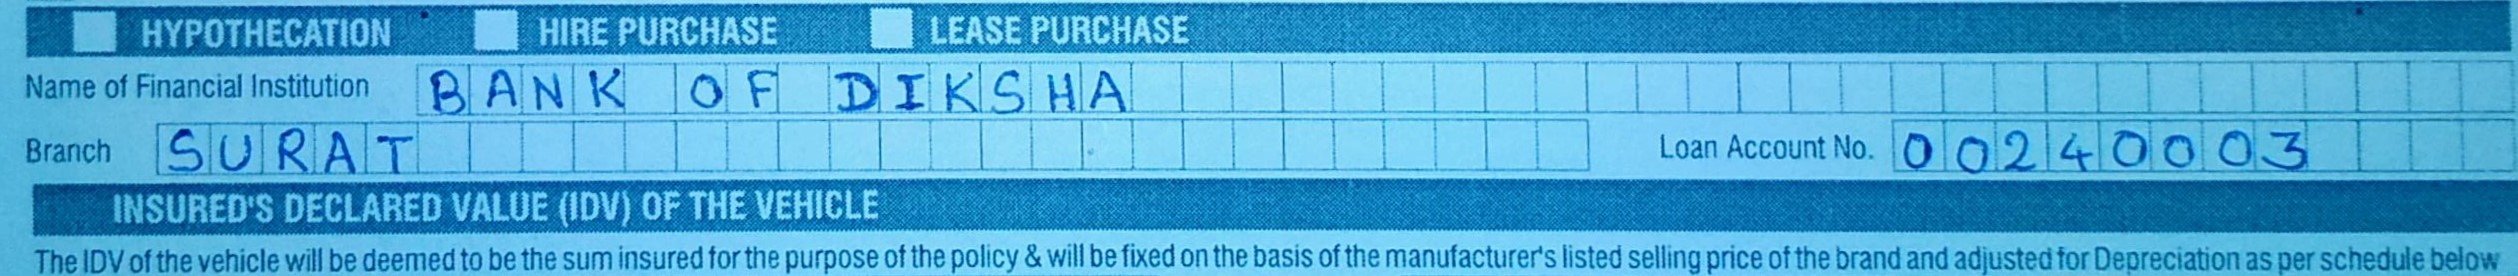 HYPOTHECATION HIRE PURCHASE LEASE PURCHASE
Name of Financial Institution BANK OF DIKSHA
Branch SURAT Loan Account No. 00240003
INSURED'S DECLARED VALUE (IDV) OF THE VEHICLE
The IDV of the vehicle will be deemed to be the sum insured for the purpose of the policy & will be fixed on the basis of the manufacturer's listed selling price of the brand and adjusted for Depreciation as per schedule below